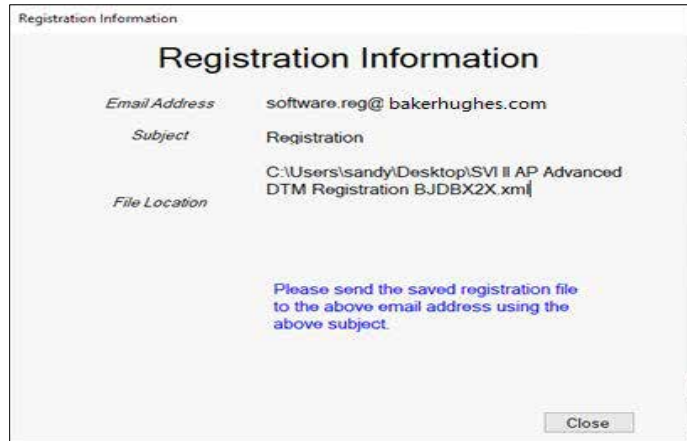 Registration Information
Registration Information
Email Address software.reg@ bakerhughes.com
Subject Registration
C:\Users\sandy\Desktop\SVI II AP Advanced
DTM Registration BJDBX2X.xml
File Location
Please send the saved registration file
to the above email address using the
above subject.
Close